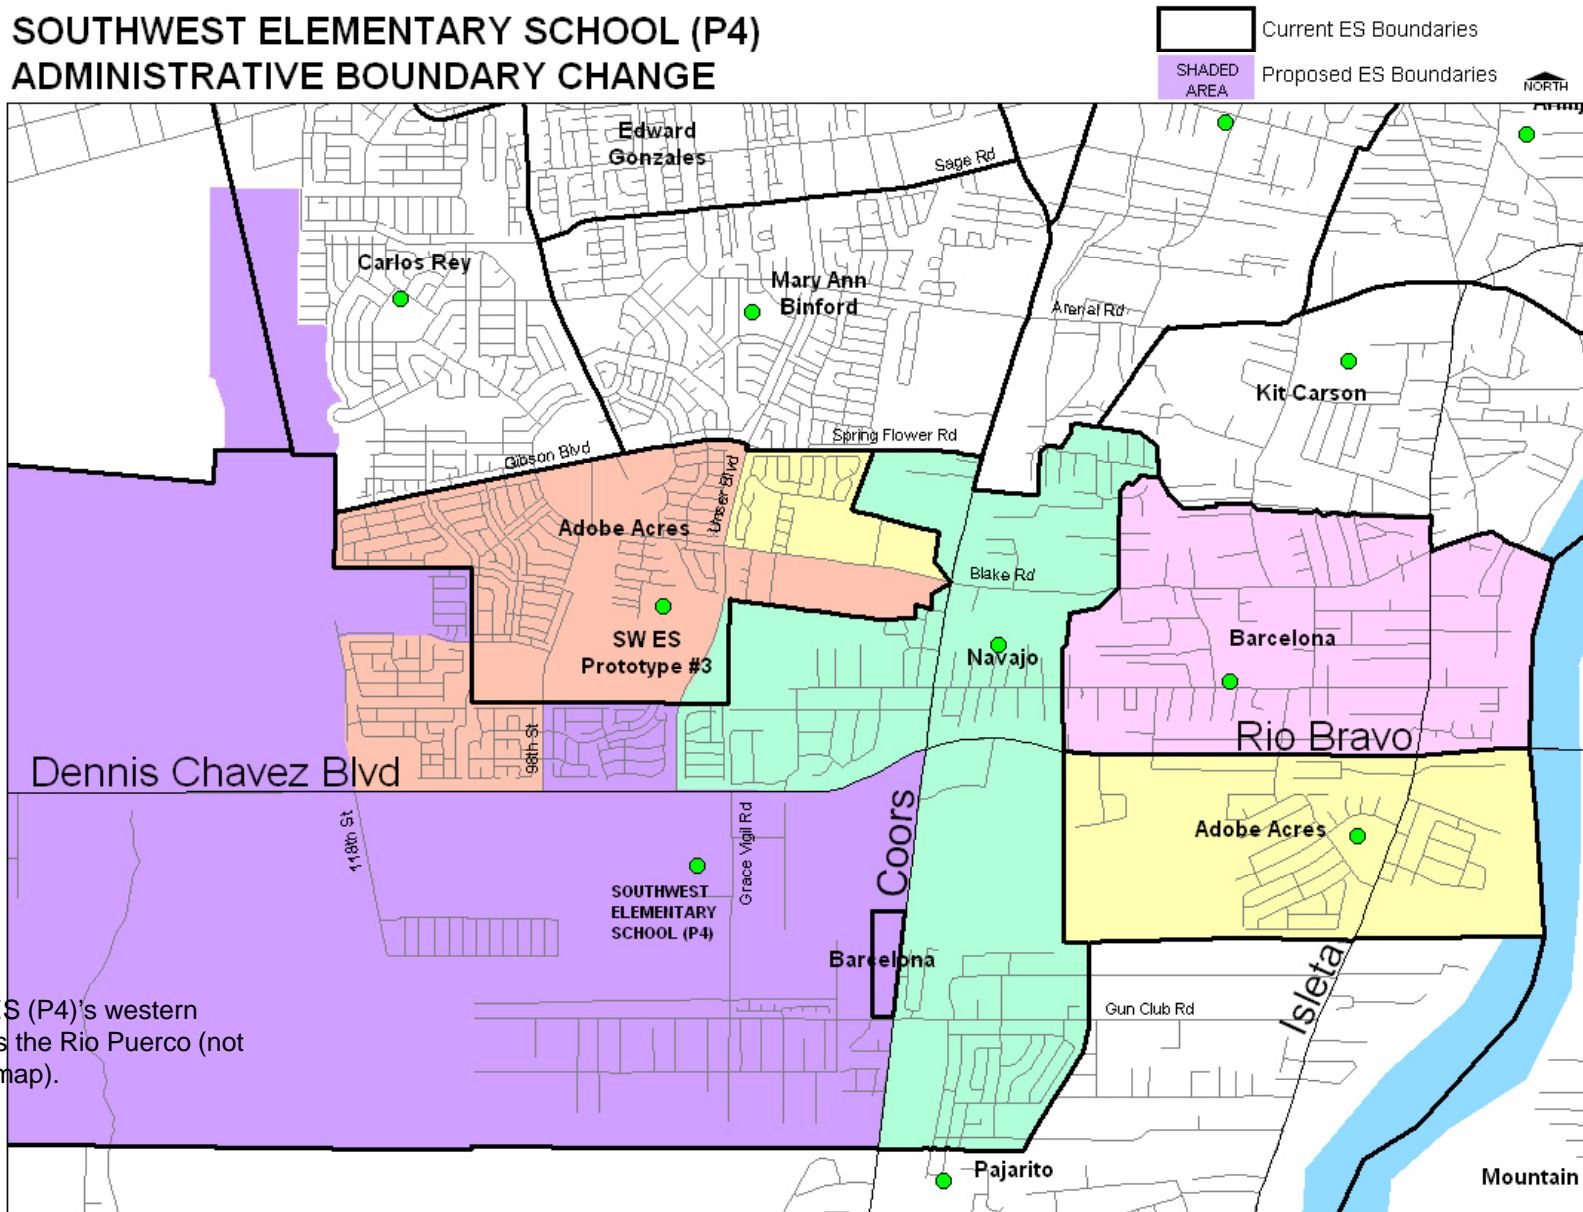 SOUTHWEST ELEMENTARY SCHOOL (P4)
ADMINISTRATIVE BOUNDARY CHANGE
Current ES Boundaries
SHADED
AREA
Proposed ES Boundaries
NORTH
Edward
Gonzales
Sage Rd
Carlos Rey
Mary Ann
Binford
Arenal Rd
Kit Carson
Spring Flower Rd
Gibson Blvd
Unser Blvd
Adobe Acres
Blake Rd
SW ES
Prototype #3
Navajo
Barcelona
Rio Bravo
98th St
Dennis Chavez Blvd
118th St
Grace Vigil Rd
Coors
Adobe Acres
SOUTHWEST
ELEMENTARY
SCHOOL (P4)
Barcelona
Isleta
Gun Club Rd
ES (P4)'s western
s the Rio Puerco (not
map).
Pajarito
Mountain